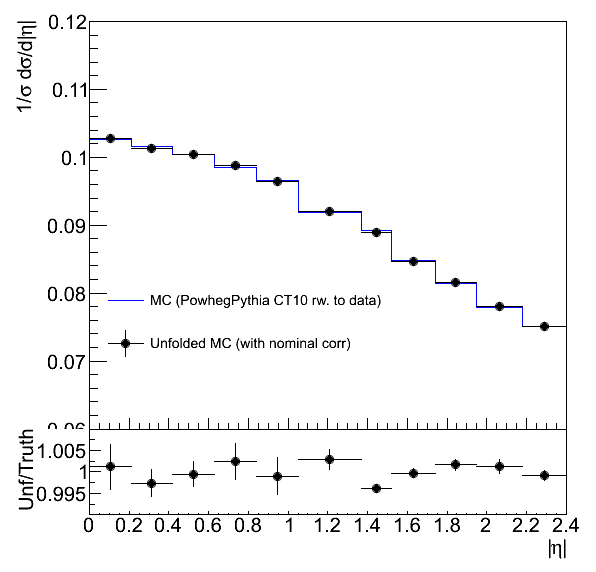 1/σ dσ/d|η|
0.12
0.11
0.1
0.09
0.08
0.07
0.06
MC (PowhegPythia CT10 rw. to data)
Unfolded MC (with nominal corr)
Unf/Truth
1.005
1
0.995
0 0.2 0.4 0.6 0.8 1 1.2 1.4 1.6 1.8 2 2.2 2.4
|η|